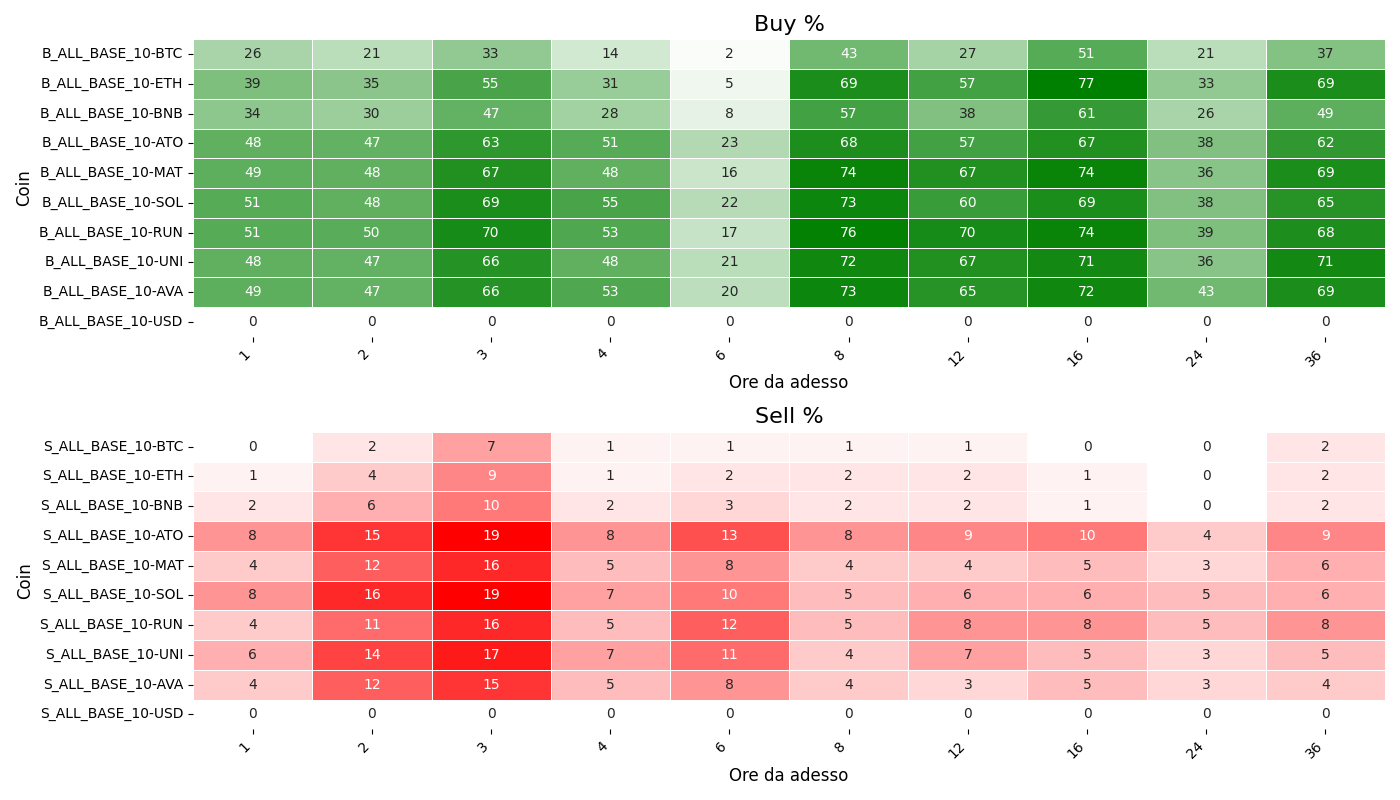 Buy %
Coin
B_ALL_BASE_10-BTC 26 21 33 14 2 43 27 51 21 37
B_ALL_BASE_10-ETH 39 35 55 31 5 69 57 77 33 69
B_ALL_BASE_10-BNB 34 30 47 28 8 57 38 61 26 49
B_ALL_BASE_10-ATO 48 47 63 51 23 68 57 67 38 62
B_ALL_BASE_10-MAT 49 48 67 48 16 74 67 74 36 69
B_ALL_BASE_10-SOL 51 48 69 55 22 73 60 69 38 65
B_ALL_BASE_10-RUN 51 50 70 53 17 76 70 74 39 68
B_ALL_BASE_10-UNI 48 47 66 48 21 72 67 71 36 71
B_ALL_BASE_10-AVA 49 47 66 53 20 73 65 72 43 69
B_ALL_BASE_10-USD 0 0 0 0 0 0 0 0 0 0
1 2 3 4 6 8 12 16 24 36
Ore da adesso
Sell %
Coin
S_ALL_BASE_10-BTC 0 2 7 1 1 1 1 0 0 2
S_ALL_BASE_10-ETH 1 4 9 1 2 2 2 1 0 2
S_ALL_BASE_10-BNB 2 6 10 2 3 2 2 1 0 2
S_ALL_BASE_10-ATO 8 15 19 8 13 8 9 10 4 9
S_ALL_BASE_10-MAT 4 12 16 5 8 4 4 5 3 6
S_ALL_BASE_10-SOL 8 16 19 7 10 5 6 6 5 6
S_ALL_BASE_10-RUN 4 11 16 5 12 5 8 8 5 8
S_ALL_BASE_10-UNI 6 14 17 7 11 4 7 5 3 5
S_ALL_BASE_10-AVA 4 12 15 5 8 4 3 5 3 4
S_ALL_BASE_10-USD 0 0 0 0 0 0 0 0 0 0
1 2 3 4 6 8 12 16 24 36
Ore da adesso